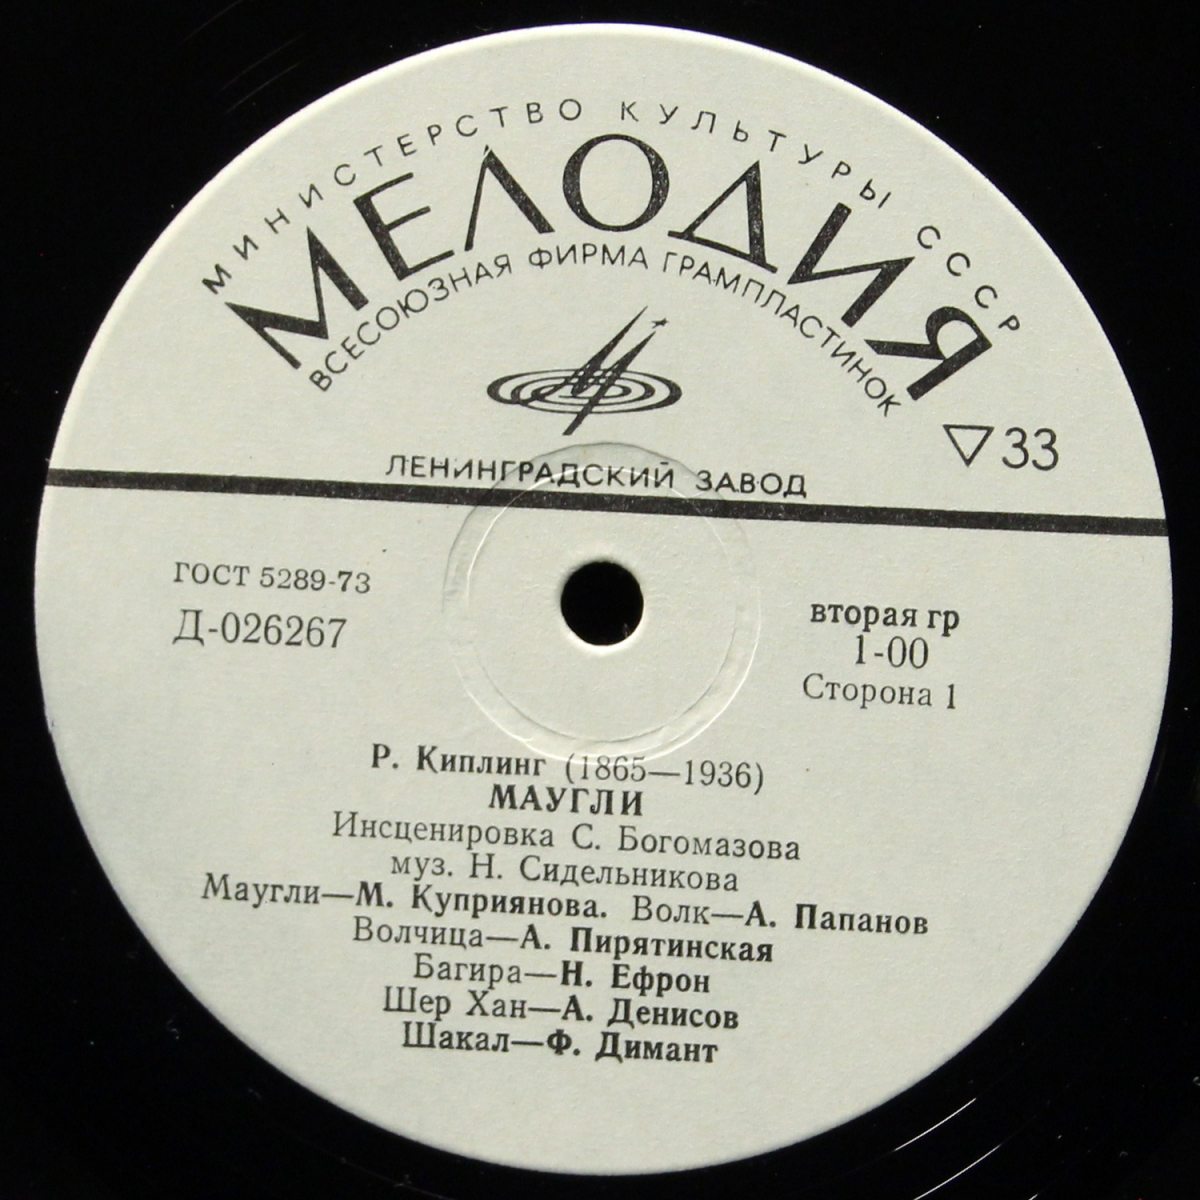 МИНИСТЕРСТВО КУЛЬТУРЫ СССР
МЕЛОДИЯ
ВСЕСОЮЗНАЯ ФИРМА ГРАМПЛАСТИНОК
▽33
ЛЕНИНГРАДСКИЙ ЗАВОД
ГОСТ 5289-73
Д-026267
вторая гр
1-00
Сторона 1
Р. Киплинг (1865—1936)
МАУГЛИ
Инсценировка С. Богомазова
муз. Н. Сидельникова
Маугли—М. Куприянова. Волк—А. Папанов
Волчица—А. Пирятинская
Багира—Н. Ефрон
Шер Хан—А. Денисов
Шакал—Ф. Димант